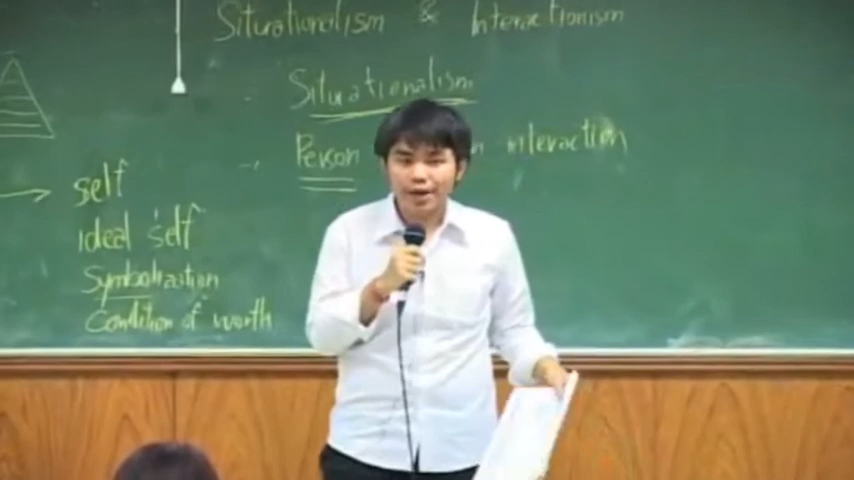 Situationalism & Interactionism
Situationalism
Person interaction
self
ideal self
Symbolization
Condition of worth